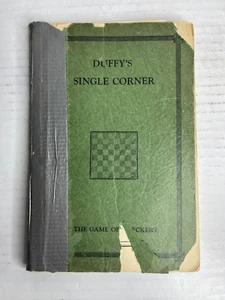 DUFFY'S
SINGLE CORNER
THE GAME OF